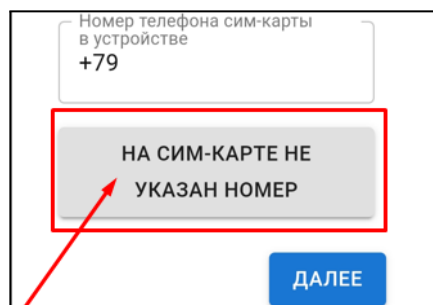 Номер телефона сим-карты
в устройстве
+79
НА СИМ-КАРТЕ НЕ
УКАЗАН НОМЕР
ДАЛЕЕ